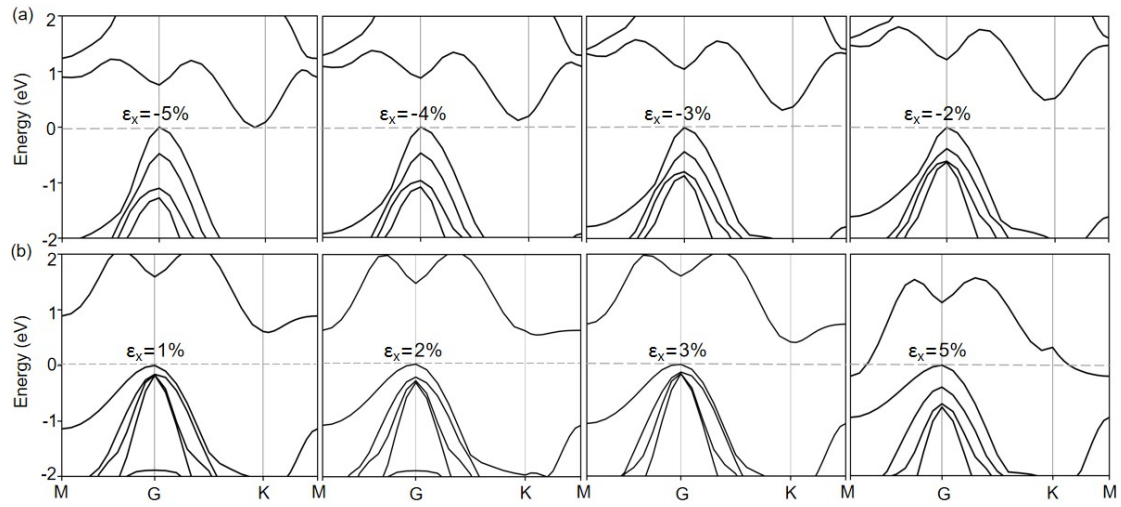 (a)
Energy (eV)
2
1
0
-1
-2
εx=-5%
εx=-4%
εx=-3%
εx=-2%
(b)
Energy (eV)
2
1
0
-1
-2
εx=1%
εx=2%
εx=3%
εx=5%
M G K M G K M G K M G K M